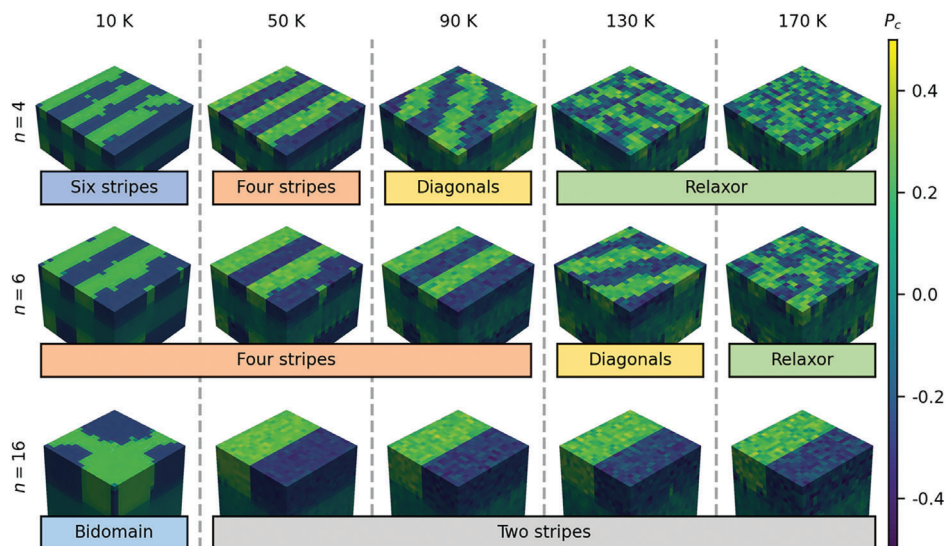 10 K 50 K 90 K 130 K 170 K P_c
n = 4
Six stripes Four stripes Diagonals Relaxor
n = 6
Four stripes Diagonals Relaxor
n = 16
Bidomain Two stripes
0.4
0.2
0.0
-0.2
-0.4